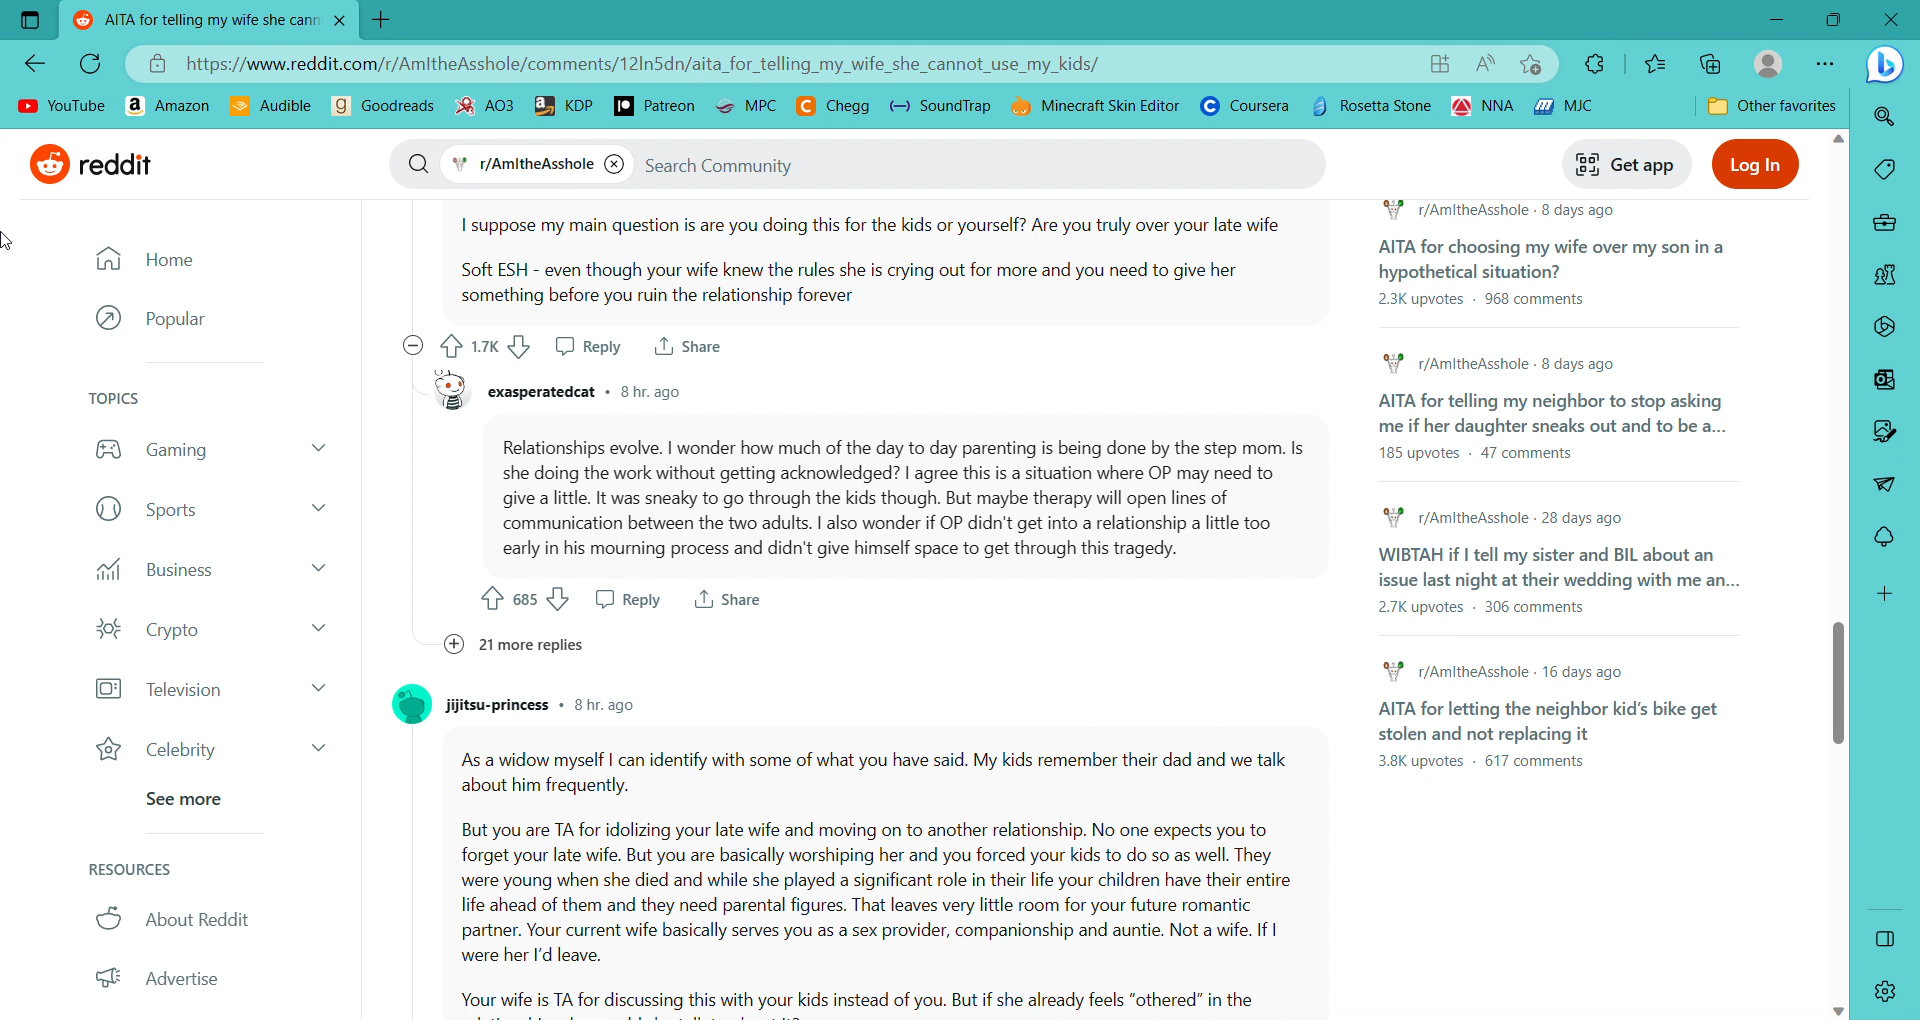 AITA for telling my wife she cann
https://www.reddit.com/r/AmItheAsshole/comments/12ln5dn/aita_for_telling_my_wife_she_cannot_use_my_kids/
YouTube
Amazon
Audible
Goodreads
AO3
KDP
Patreon
MPC
Chegg
SoundTrap
Minecraft Skin Editor
Coursera
Rosetta Stone
NNA
MJC
Other favorites
reddit
r/AmItheAsshole
Search Community
Get app
Log In
Home
Popular
TOPICS
Gaming
Sports
Business
Crypto
Television
Celebrity
See more
RESOURCES
About Reddit
Advertise
I suppose my main question is are you doing this for the kids or yourself? Are you truly over your late wife
Soft ESH - even though your wife knew the rules she is crying out for more and you need to give her
something before you ruin the relationship forever
1.7K Reply Share
exasperatedcat • 8 hr. ago
Relationships evolve. I wonder how much of the day to day parenting is being done by the step mom. Is
she doing the work without getting acknowledged? I agree this is a situation where OP may need to
give a little. It was sneaky to go through the kids though. But maybe therapy will open lines of
communication between the two adults. I also wonder if OP didn't get into a relationship a little too
early in his mourning process and didn't give himself space to get through this tragedy.
685 Reply Share
21 more replies
jijitsu-princess • 8 hr. ago
As a widow myself I can identify with some of what you have said. My kids remember their dad and we talk
about him frequently.
But you are TA for idolizing your late wife and moving on to another relationship. No one expects you to
forget your late wife. But you are basically worshiping her and you forced your kids to do so as well. They
were young when she died and while she played a significant role in their life your children have their entire
life ahead of them and they need parental figures. That leaves very little room for your future romantic
partner. Your current wife basically serves you as a sex provider, companionship and auntie. Not a wife. If I
were her I'd leave.
Your wife is TA for discussing this with your kids instead of you. But if she already feels "othered" in the
r/AmItheAsshole · 8 days ago
AITA for choosing my wife over my son in a
hypothetical situation?
2.3K upvotes · 968 comments
r/AmItheAsshole · 8 days ago
AITA for telling my neighbor to stop asking
me if her daughter sneaks out and to be a...
185 upvotes · 47 comments
r/AmItheAsshole · 28 days ago
WIBTAH if I tell my sister and BIL about an
issue last night at their wedding with me an...
2.7K upvotes · 306 comments
r/AmItheAsshole · 16 days ago
AITA for letting the neighbor kid's bike get
stolen and not replacing it
3.8K upvotes · 617 comments